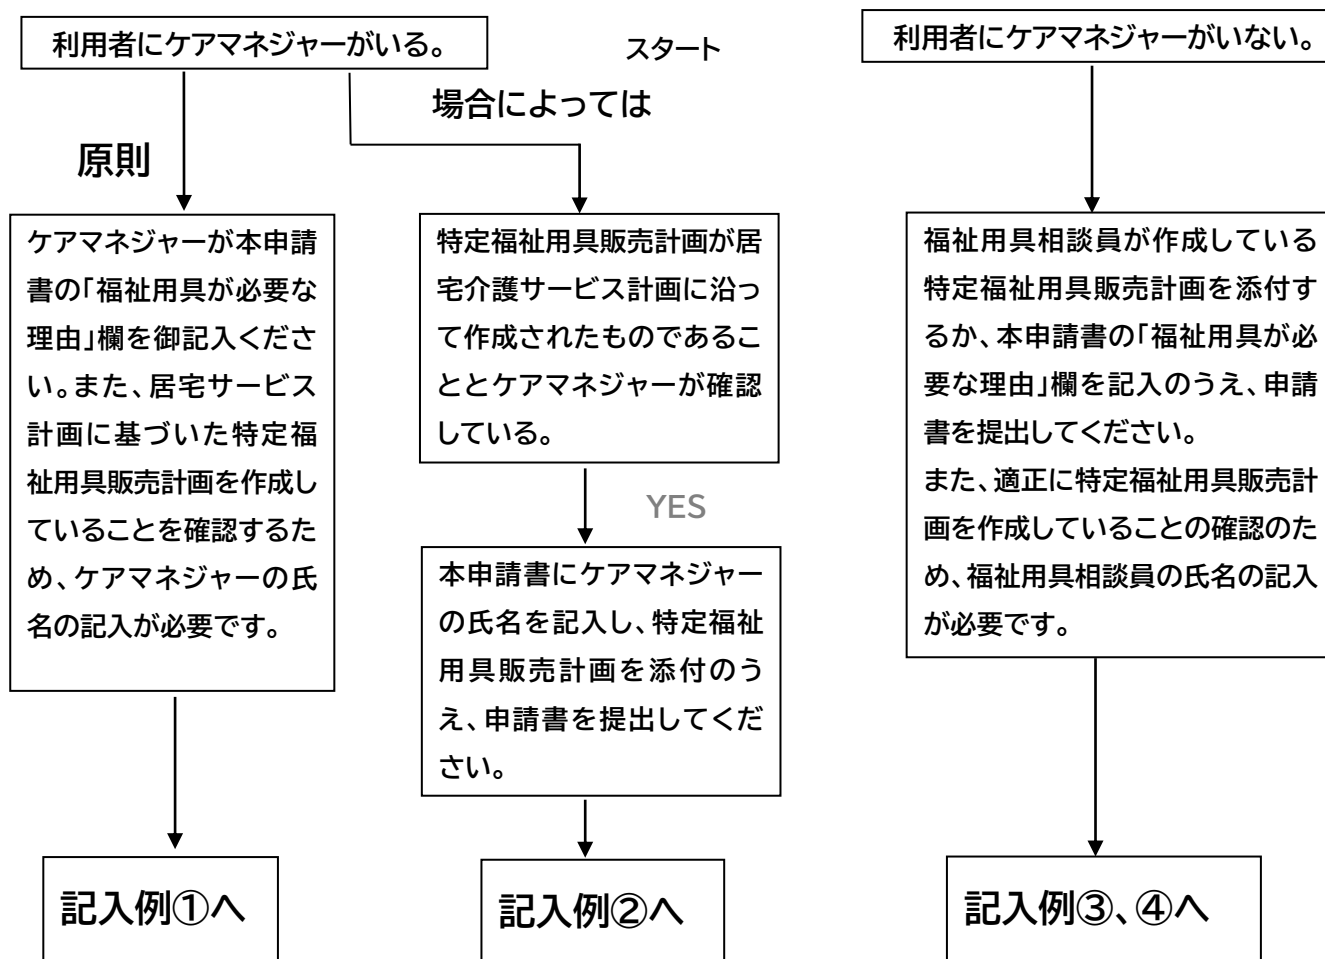 利用者にケアマネジャーがいる。
スタート
利用者にケアマネジャーがいない。
場合によっては
原則
ケアマネジャーが本申請
書の「福祉用具が必要な
理由」欄を御記入くださ
い。また、居宅サービス
計画に基づいた特定福
祉用具販売計画を作成し
ていることを確認するた
め、ケアマネジャーの氏
名の記入が必要です。
特定福祉用具販売計画が居
宅介護サービス計画に沿っ
て作成されたものであるこ
ととケアマネジャーが確認
している。
YES
本申請書にケアマネジャー
の氏名を記入し、特定福祉
用具販売計画を添付のう
え、申請書を提出してくだ
さい。
福祉用具相談員が作成している
特定福祉用具販売計画を添付す
るか、本申請書の「福祉用具が必
要な理由」欄を記入のうえ、申請
書を提出してください。
また、適正に特定福祉用具販売計
画を作成していることの確認のた
め、福祉用具相談員の氏名の記入
が必要です。
記入例①へ
記入例②へ
記入例③、④へ